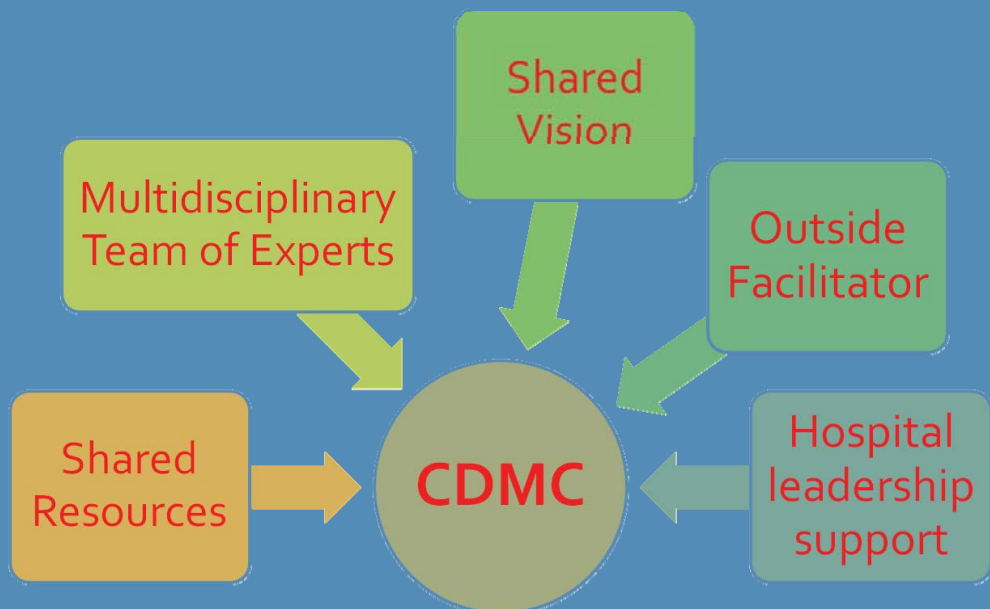 Shared
Vision
Multidisciplinary
Team of Experts
Outside
Facilitator
Shared
Resources
CDMC
Hospital
leadership
support